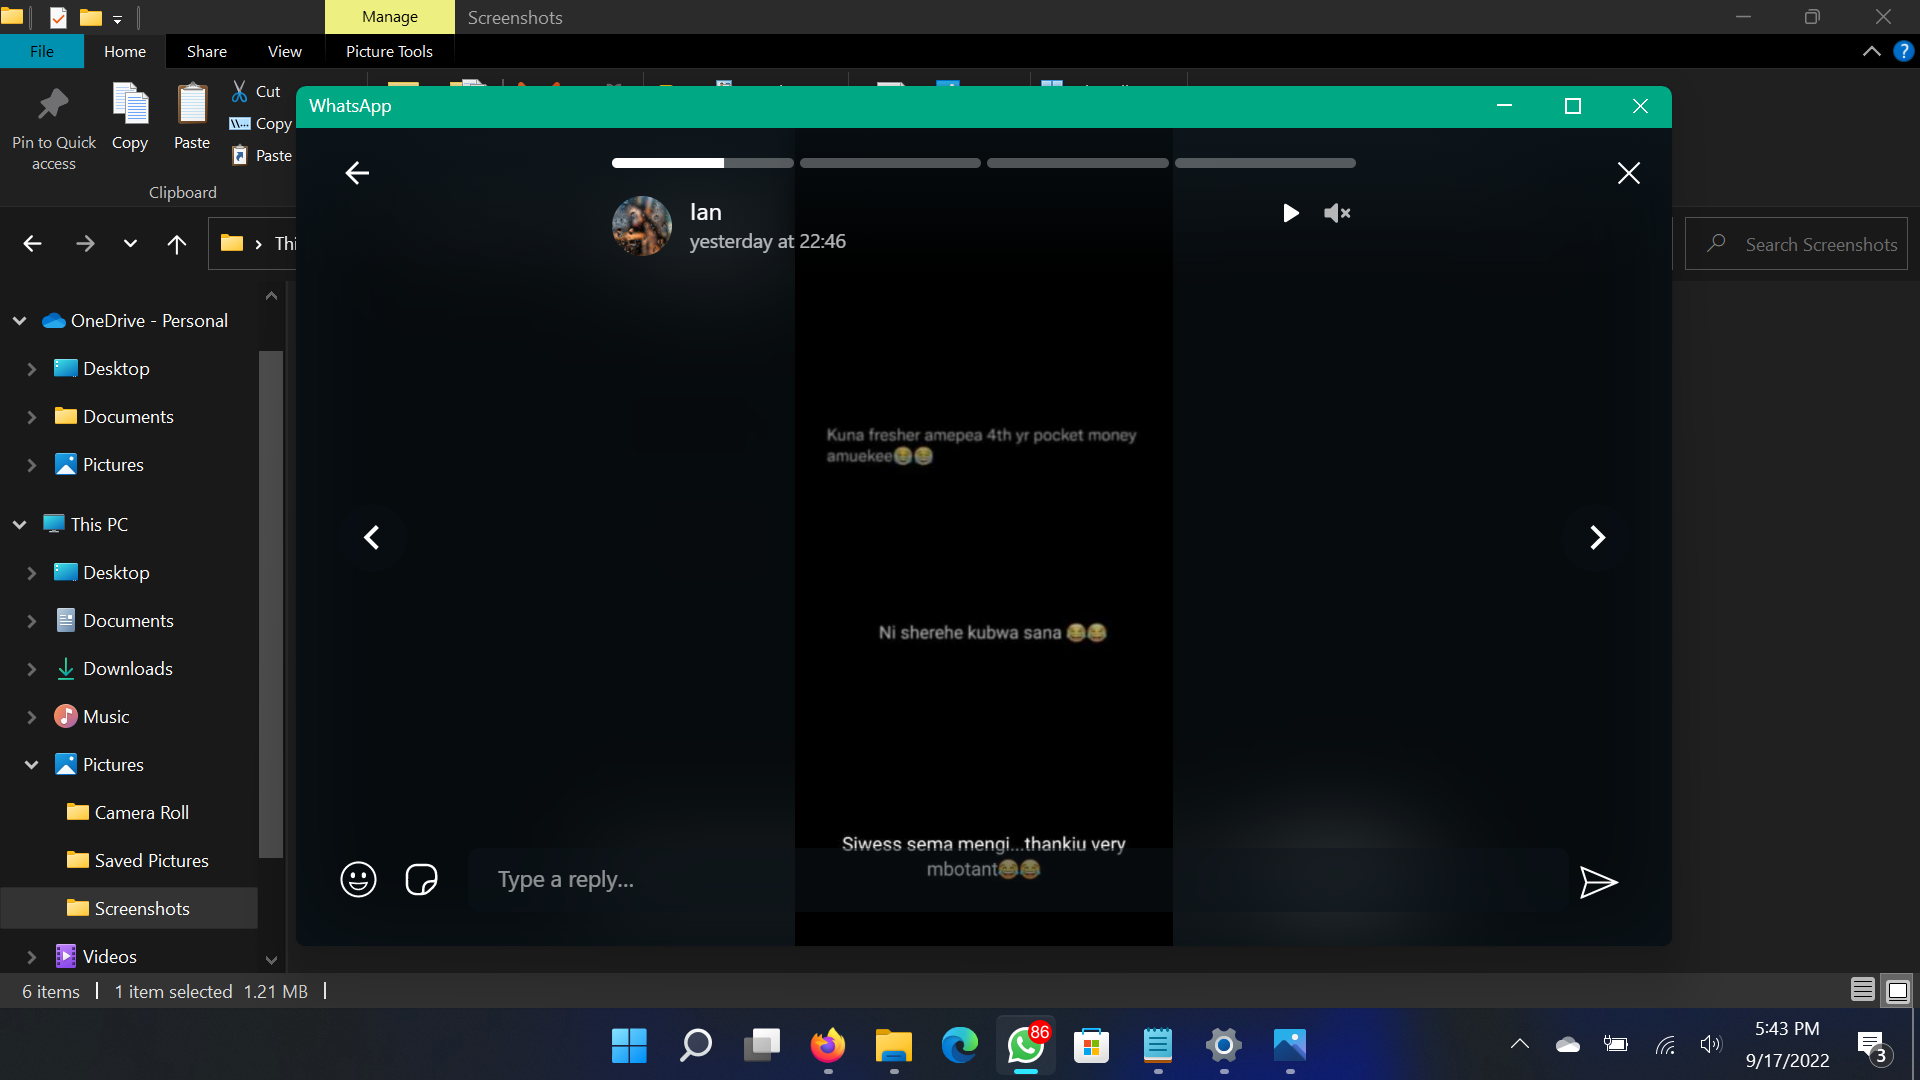 Manage
Screenshots
File
Home
Share
View
Picture Tools
Pin to Quick
access
Copy
Paste
Cut
Copy
Paste
Clipboard
Thi
Search Screenshots
OneDrive - Personal
Desktop
Documents
Pictures
This PC
Desktop
Documents
Downloads
Music
Pictures
Camera Roll
Saved Pictures
Screenshots
Videos
6 items
1 item selected 1.21 MB
WhatsApp
Ian
yesterday at 22:46
Kuna fresher amepea 4th yr pocket money
amuekee😂😂
Ni sherehe kubwa sana 😂😂
Siwess sema mengi...thankiu very
mbotant😂😂
Type a reply...
86
5:43 PM
9/17/2022
3